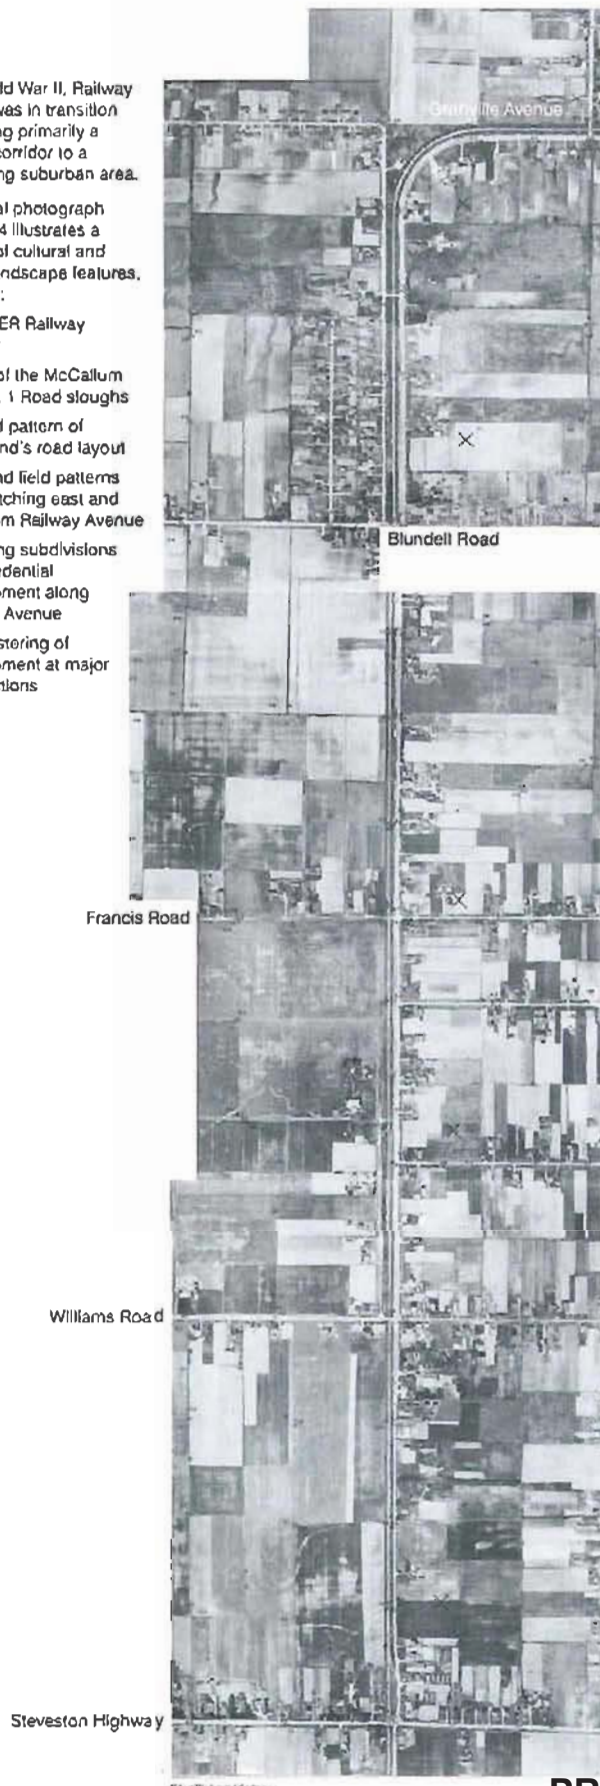 ld War II, Railway
was in transition
ng primarily a
corridor to a
ng suburban area.
al photograph
4 illustrates a
of cultural and
ndscape features,
:
ER Railway
of the McCallum
1 Road sloughs
d pattern of
nd's road layout
nd field patterns
tching east and
m Railway Avenue
ng subdivisions
dential
ment along
Avenue
stering of
ment at major
tions
Granville Avenue
Blundell Road
Francis Road
Williams Road
Steveston Highway
PR